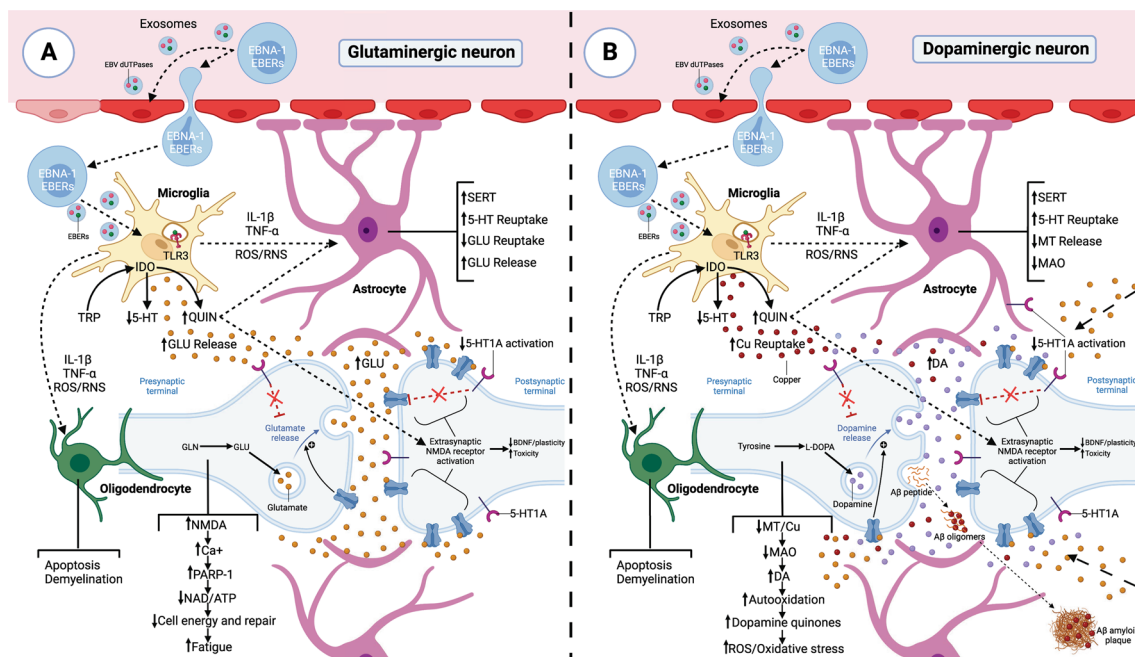 A
Exosomes
Glutaminergic neuron
EBNA-1
EBERs
EBV dUTPases
EBNA-1
EBERs
EBNA-1
EBERs
EBERs
Microglia
TLR3
IL-1β
TNF-α
ROS/RNS
↑SERT
↑5-HT Reuptake
↓GLU Reuptake
↑GLU Release
Astrocyte
IDO
TRP
↓5-HT
↑QUIN
↑GLU Release
↑GLU
↓5-HT1A activation
IL-1β
TNF-α
ROS/RNS
Presynaptic
terminal
Postsynaptic
terminal
Glutamate
release
GLN
GLU
Glutamate
Extrasynaptic
NMDA receptor
activation
↓BDNF/plasticity
↑Toxicity
5-HT1A
Oligodendrocyte
Apoptosis
Demyelination
↑NMDA
↑Ca+
↑PARP-1
↓NAD/ATP
↓Cell energy and repair
↑Fatigue
B
Exosomes
Dopaminergic neuron
EBNA-1
EBERs
EBV dUTPases
EBNA-1
EBERs
EBNA-1
EBERs
EBERs
Microglia
TLR3
IL-1β
TNF-α
ROS/RNS
↑SERT
↑5-HT Reuptake
↓MT Release
↓MAO
Astrocyte
IDO
TRP
↓5-HT
↑QUIN
↑Cu Reuptake
Copper
↑DA
↓5-HT1A activation
IL-1β
TNF-α
ROS/RNS
Presynaptic
terminal
Postsynaptic
terminal
Dopamine
release
Tyrosine
L-DOPA
Dopamine
Extrasynaptic
NMDA receptor
activation
↓BDNF/plasticity
↑Toxicity
Aβ peptide
Aβ oligomers
5-HT1A
Oligodendrocyte
Apoptosis
Demyelination
↓MT/Cu
↓MAO
↑DA
↑Autooxidation
↑Dopamine quinones
↑ROS/Oxidative stress
Aβ amyloid
plaque